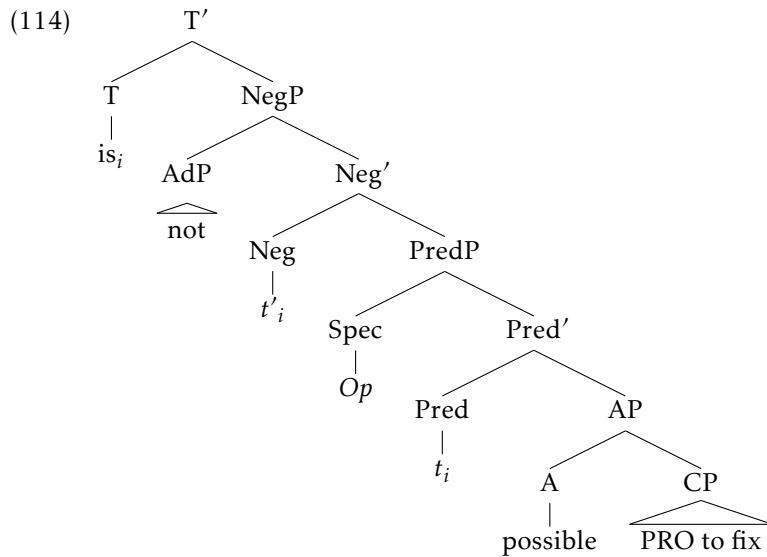 (114) T′
T NegP
is_i
AdP Neg′
not
Neg PredP
t'_i
Spec Pred′
Op
Pred AP
t_i
A CP
possible PRO to fix